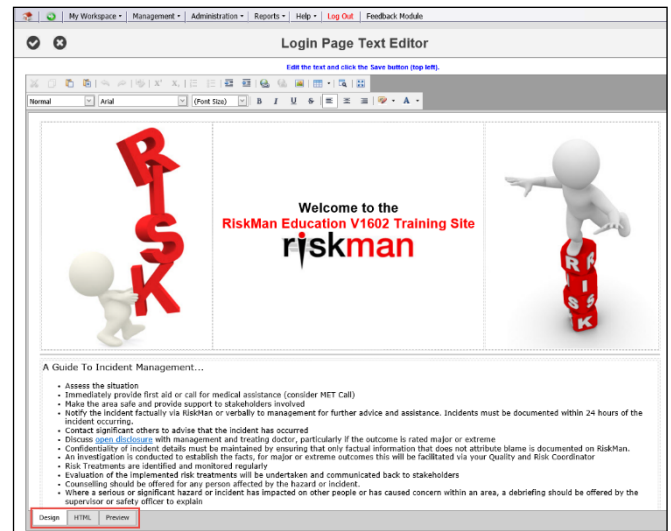 My Workspace Management Administration Reports Help Log Out Feedback Module
Login Page Text Editor
Edit the text and click the Save button (top left).
Normal Arial (Font Size) B I U S A
RISK
Welcome to the
RiskMan Education V1602 Training Site
riskman
R R
I S K
A Guide To Incident Management...
• Assess the situation
• Immediately provide first aid or call for medical assistance (consider MET Call)
• Make the area safe and provide support to stakeholders involved
• Notify the incident factually via RiskMan or verbally to management for further advice and assistance. Incidents must be documented within 24 hours of the
incident occurring.
• Contact significant others to advise that the incident has occurred
• Discuss open disclosure with management and treating doctor, particularly if the outcome is rated major or extreme
• Confidentiality of incident details must be maintained by ensuring that only factual information that does not attribute blame is documented on RiskMan.
• An investigation is conducted to establish the facts, for major or extreme outcomes this will be facilitated via your Quality and Risk Coordinator
• Risk Treatments are identified and monitored regularly
• Evaluation of the implemented risk treatments will be undertaken and communicated back to stakeholders
• Counselling should be offered for any person affected by the hazard or incident.
• Where a serious or significant hazard or incident has impacted on other people or has caused concern within an area, a debriefing should be offered by the
supervisor or safety officer to explain
Design HTML Preview